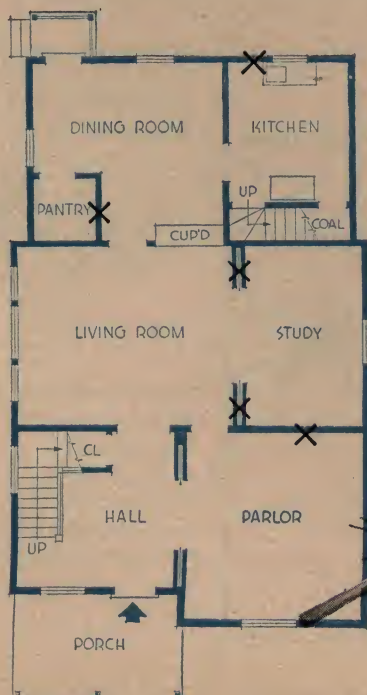 DINING ROOM
KITCHEN
PANTRY
UP
COAL
CUP'D
LIVING ROOM
STUDY
CL
HALL
PARLOR
UP
PORCH